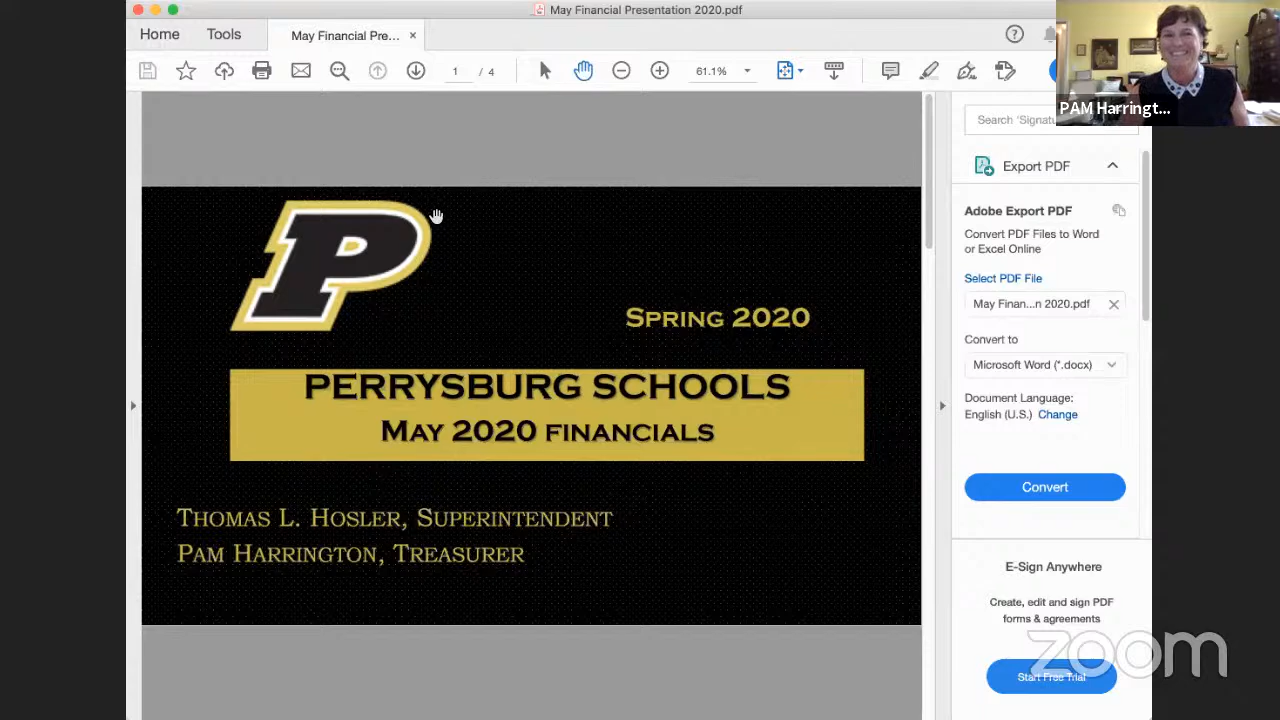 May Financial Presentation 2020.pdf
Home
Tools
May Financial Pre...
1 / 4
61.1%
PAM Harringt...
Search 'Signatu
Export PDF
Adobe Export PDF
Convert PDF Files to Word
or Excel Online
Select PDF File
May Finan...n 2020.pdf
Convert to
Microsoft Word (*.docx)
Document Language:
English (U.S.) Change
Convert
E-Sign Anywhere
Create, edit and sign PDF
forms & agreements
Start Free Trial
zoom
P
SPRING 2020
PERRYSBURG SCHOOLS
MAY 2020 FINANCIALS
THOMAS L. HOSLER, SUPERINTENDENT
PAM HARRINGTON, TREASURER